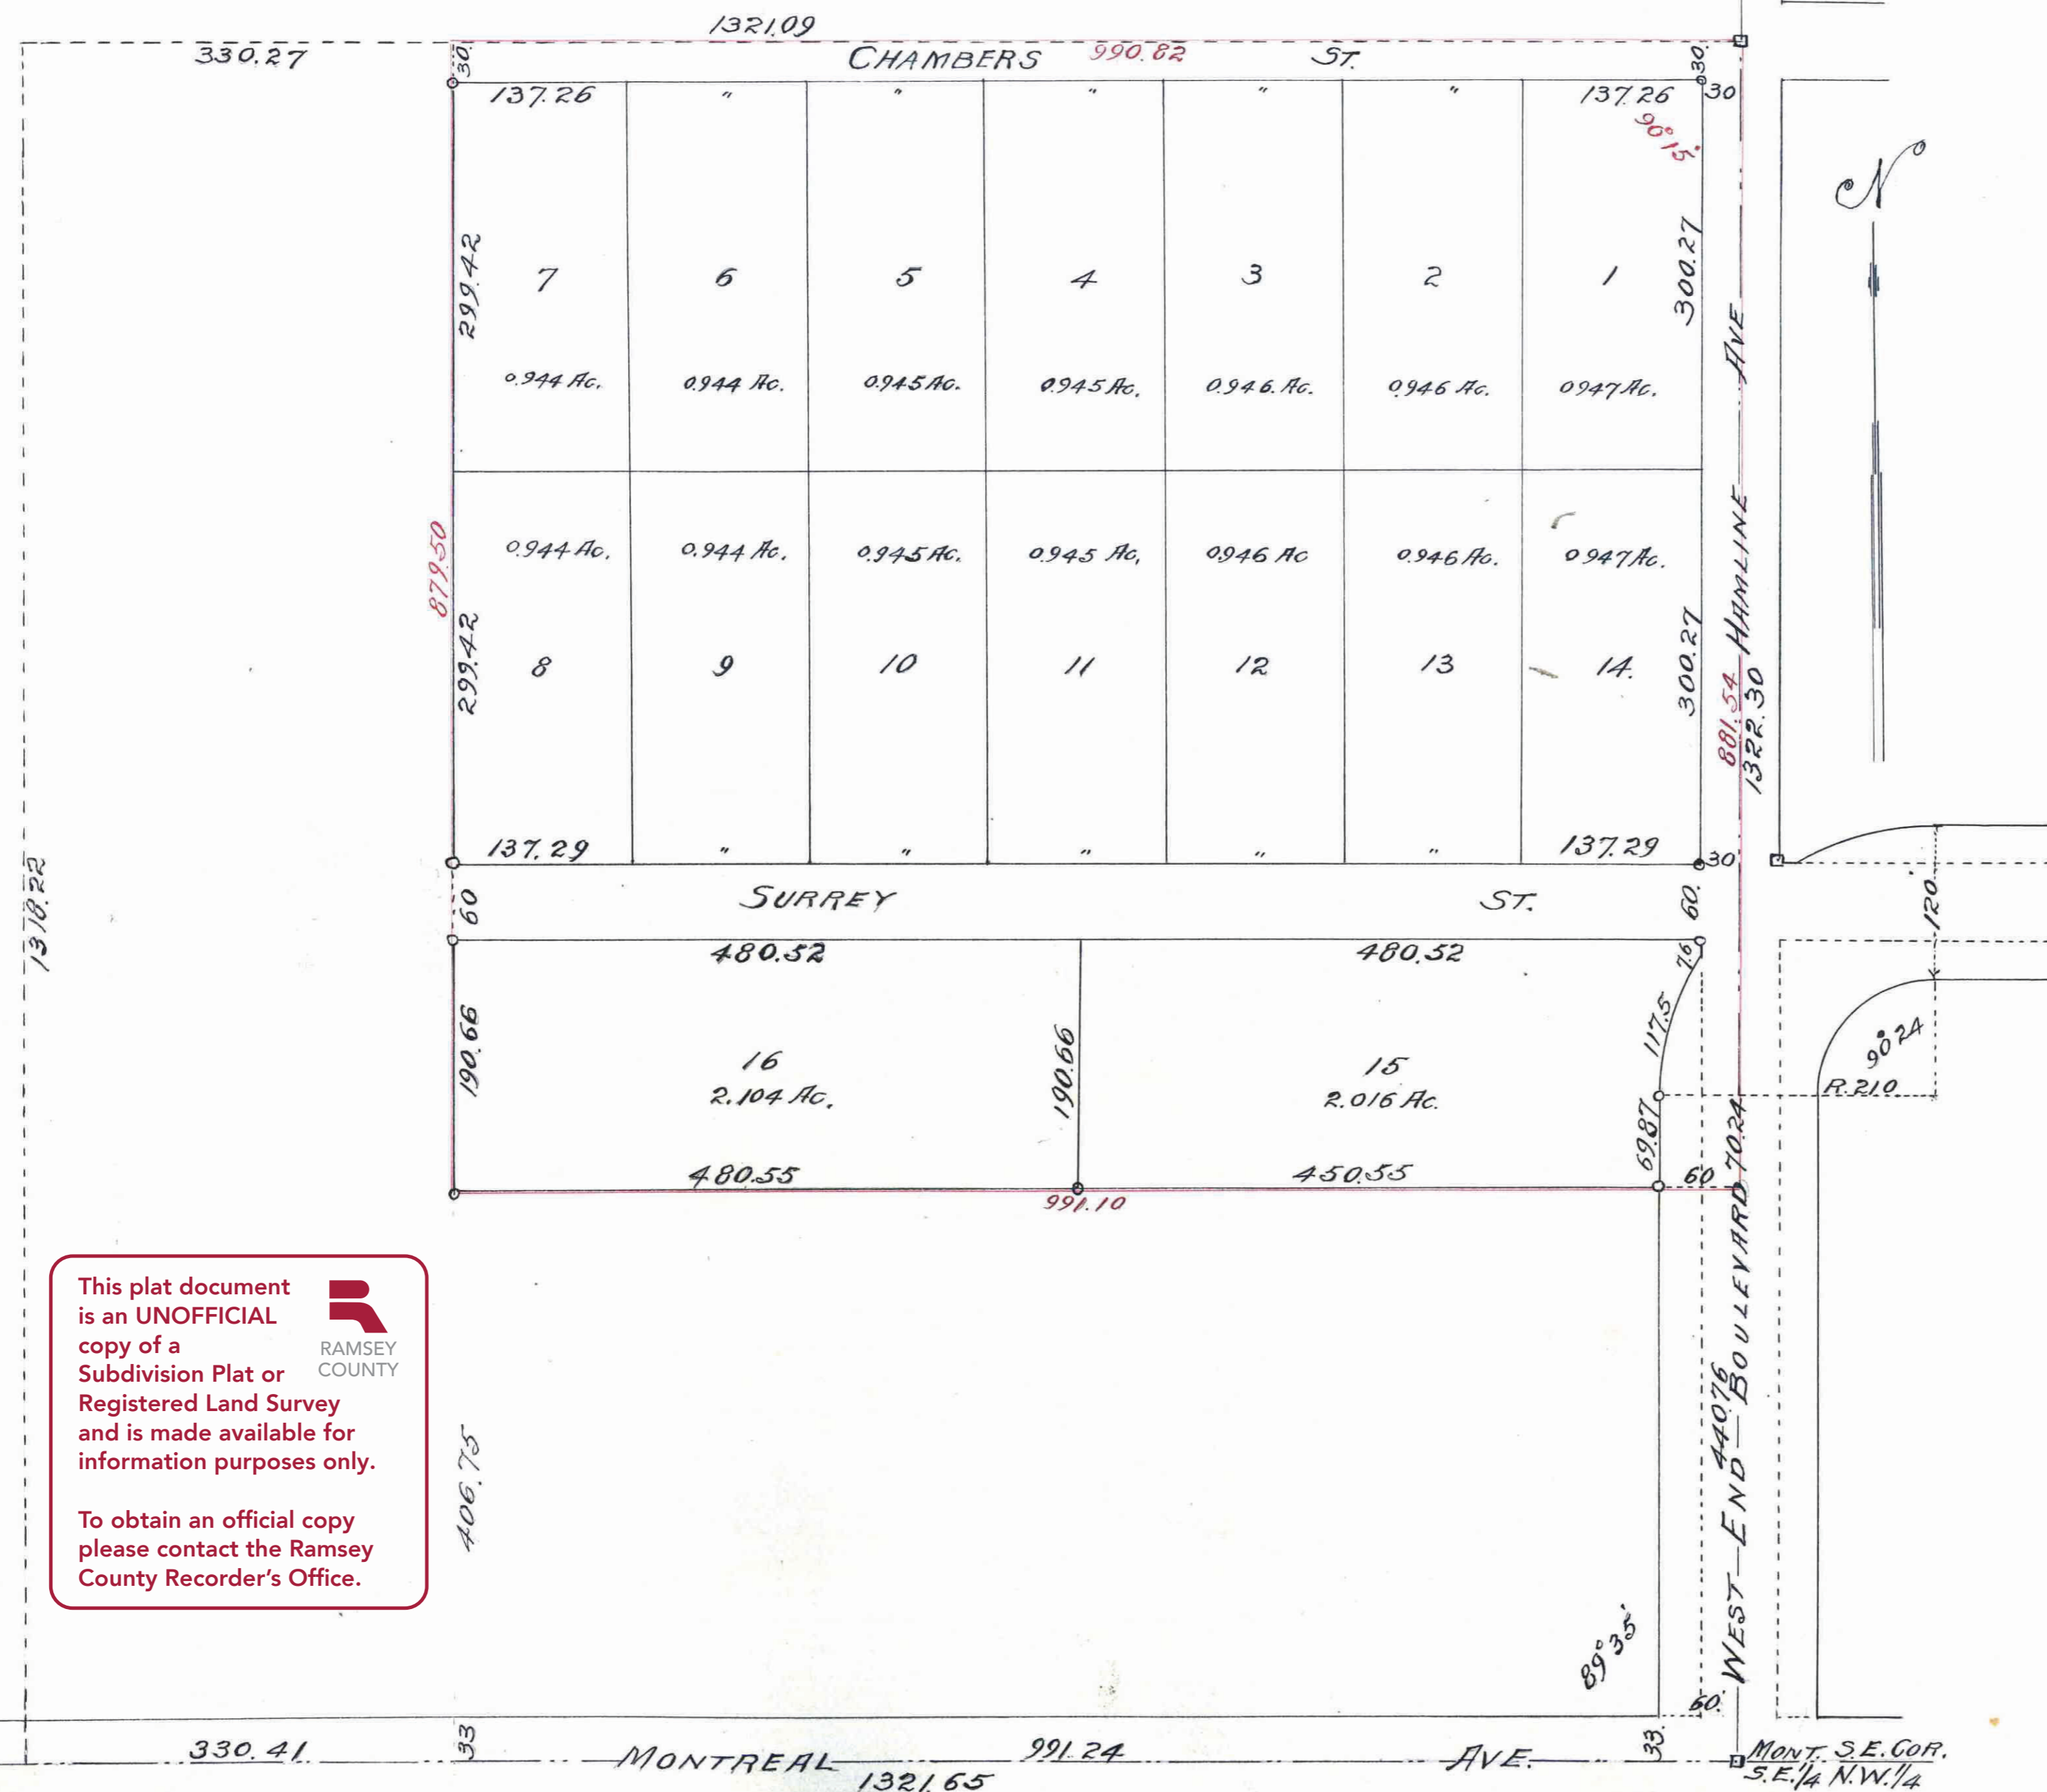 1321.09
330.27
30.
CHAMBERS 990.82 ST.
30.
137.26 " " " " " 137.26
30
90° 15'
N
299.42
300.27
7 6 5 4 3 2 1
0.944 Ac. 0.944 Ac. 0.945 Ac. 0.945 Ac. 0.946. Ac. 0.946 Ac. 0947 Ac.
HAMLINE AVE
879.50
0.944 Ac. 0.944 Ac. 0.945 Ac. 0.945 Ac. 0.946 Ac 0.946 Ac. 0947 Ac.
299.42
300.27
8 9 10 11 12 13 14.
881.54
1322.30
137.29 " " " " " 137.29
30
1318.22
60
SURREY ST.
60.
120.
480.52 480.52
7.6
190.66
190.66
117.5
16
2.104 Ac.
15
2.016 Ac.
90° 24
R. 210.
69.87
70.24
480.55 450.55
60
991.10
This plat document
is an UNOFFICIAL
copy of a
Subdivision Plat or
Registered Land Survey
and is made available for
information purposes only.
To obtain an official copy
please contact the Ramsey
County Recorder's Office.
RAMSEY
COUNTY
406.75
440.76
WEST END BOULEVARD
89° 35'
60.
33
33.
330.41
MONTREAL 991.24 AVE.
1321.65
MONT. S.E. COR.
S.E. 1/4 N.W. 1/4